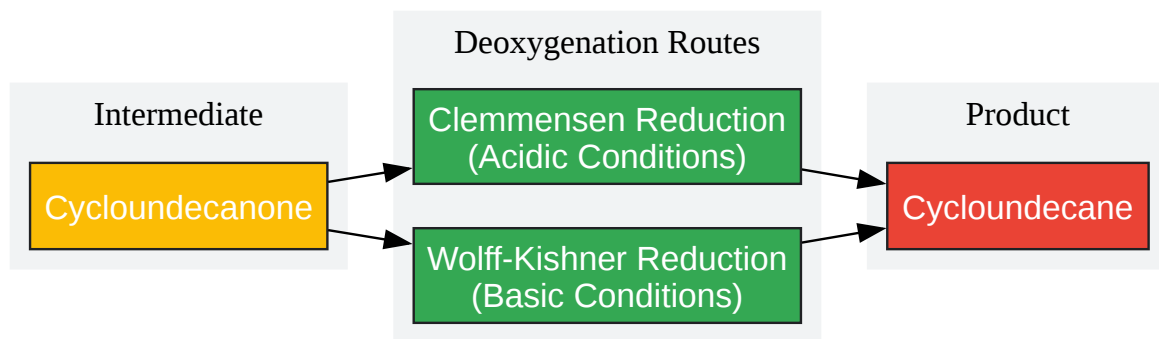 Deoxygenation Routes
Intermediate
Clemmensen Reduction
(Acidic Conditions)
Product
Cycloundecanone
Cycloundecane
Wolff-Kishner Reduction
(Basic Conditions)